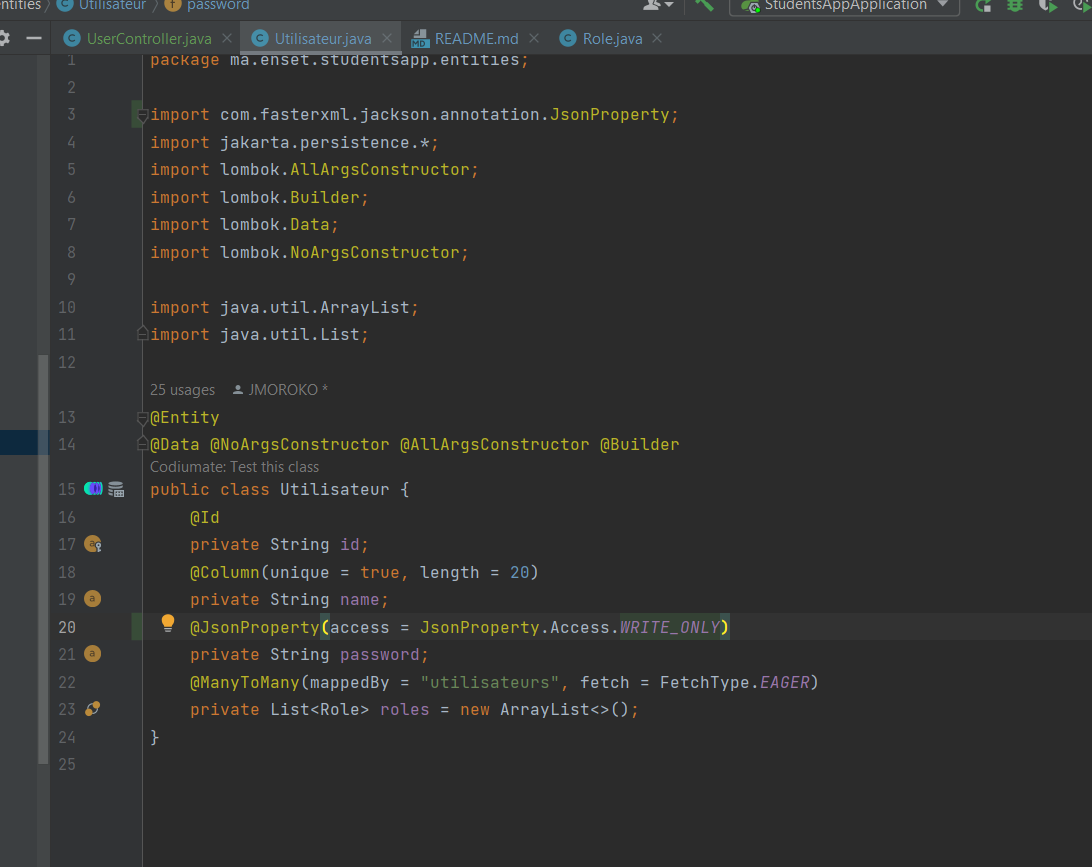 entities Utilisateur password StudentsAppApplication
UserController.java Utilisateur.java README.md Role.java
1 package ma.enset.studentsapp.entities;
2
3 import com.fasterxml.jackson.annotation.JsonProperty;
4 import jakarta.persistence.*;
5 import lombok.AllArgsConstructor;
6 import lombok.Builder;
7 import lombok.Data;
8 import lombok.NoArgsConstructor;
9
10 import java.util.ArrayList;
11 import java.util.List;
12
25 usages JMOROKO *
13 @Entity
14 @Data @NoArgsConstructor @AllArgsConstructor @Builder
Codiumate: Test this class
15 public class Utilisateur {
16 @Id
17 private String id;
18 @Column(unique = true, length = 20)
19 private String name;
20 @JsonProperty(access = JsonProperty.Access.WRITE_ONLY)
21 private String password;
22 @ManyToMany(mappedBy = "utilisateurs", fetch = FetchType.EAGER)
23 private List<Role> roles = new ArrayList<>();
24 }
25